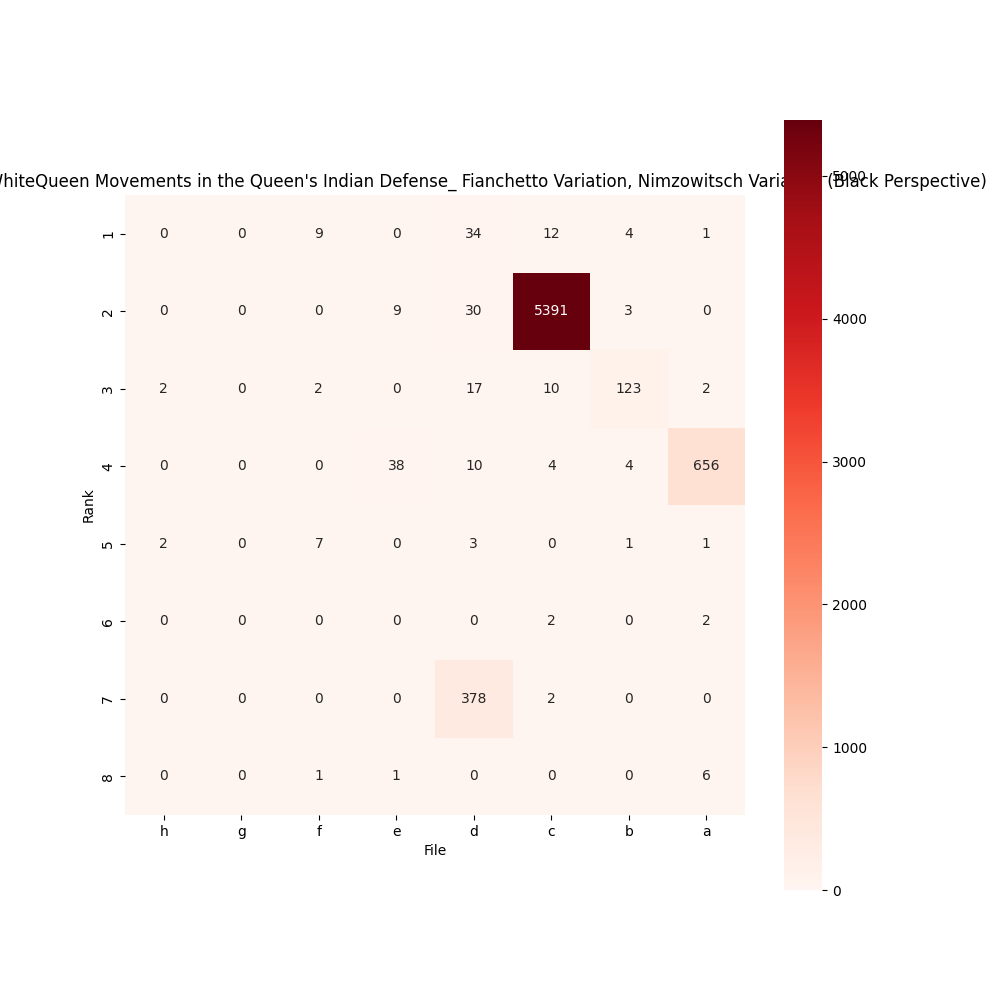 WhiteQueen Movements in the Queen's Indian Defense_ Fianchetto Variation, Nimzowitsch (Black Perspective)
1 0 0 9 0 34 12 4 1
2 0 0 0 9 30 5391 3 0
3 2 0 2 0 17 10 123 2
4 0 0 0 38 10 4 4 656
Rank
5 2 0 7 0 3 0 1 1
6 0 0 0 0 0 2 0 2
7 0 0 0 0 378 2 0 0
8 0 0 1 1 0 0 0 6
h g f e d c b a
File
5000
4000
3000
2000
1000
0